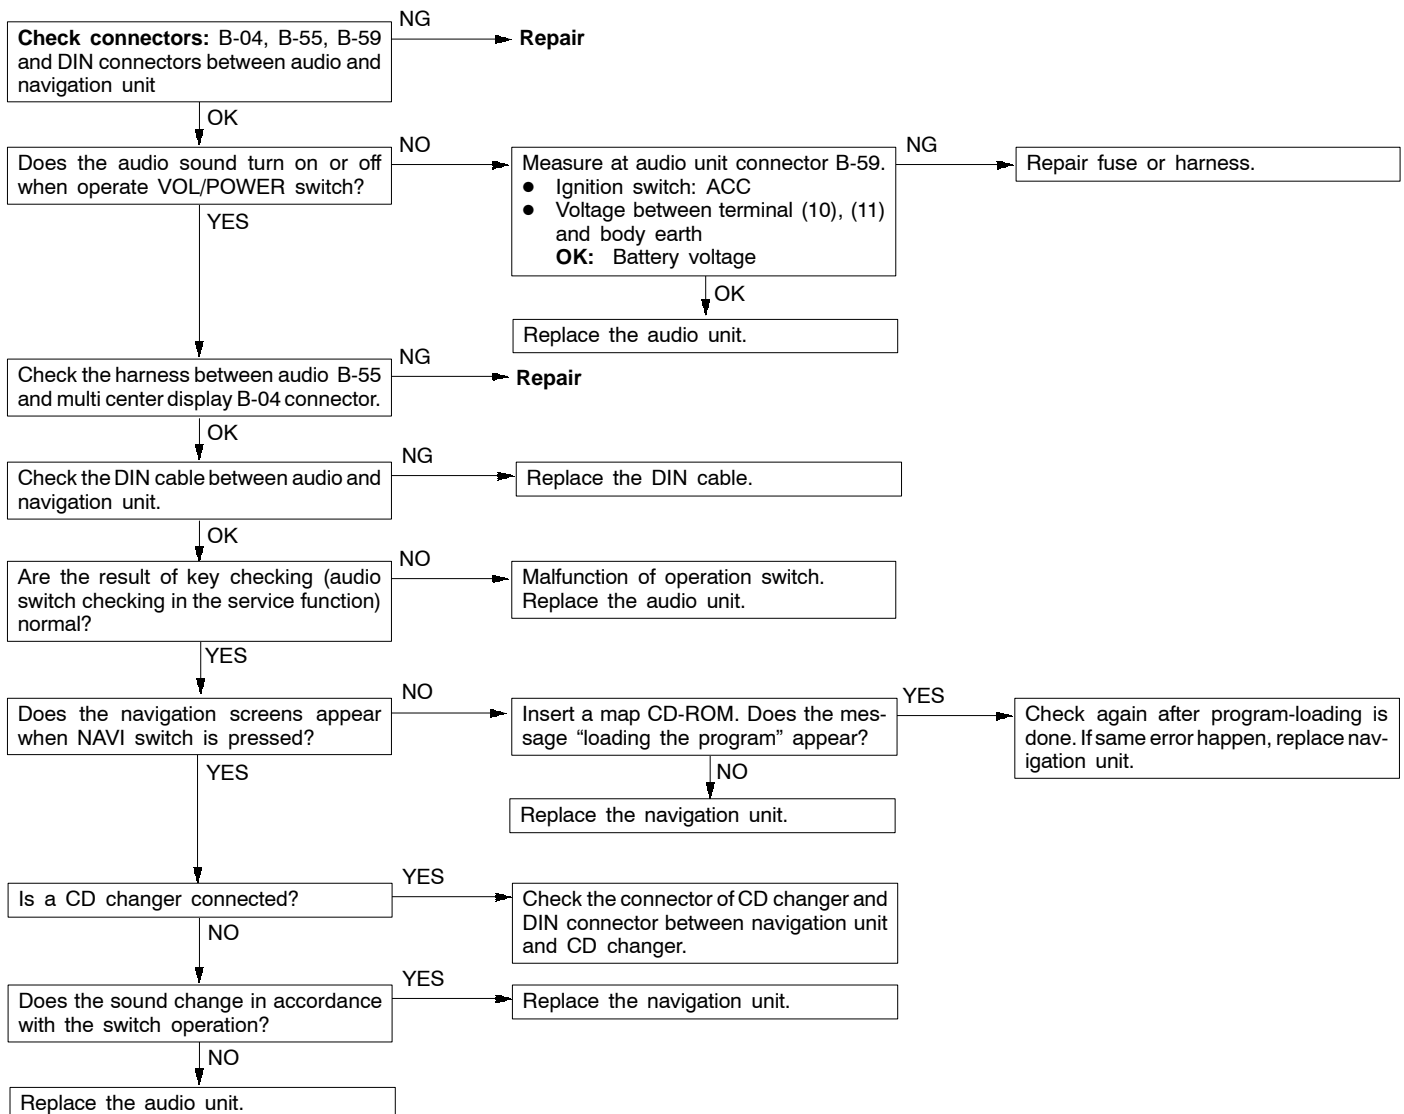 NG
Check connectors: B-04, B-55, B-59
and DIN connectors between audio and
navigation unit
Repair
OK
Does the audio sound turn on or off
when operate VOL/POWER switch?
NO
Measure at audio unit connector B-59.
● Ignition switch: ACC
● Voltage between terminal (10), (11)
and body earth
OK: Battery voltage
NG
Repair fuse or harness.
YES
OK
Replace the audio unit.
Check the harness between audio B-55
and multi center display B-04 connector.
NG
Repair
OK
Check the DIN cable between audio and
navigation unit.
NG
Replace the DIN cable.
OK
Are the result of key checking (audio
switch checking in the service function)
normal?
NO
Malfunction of operation switch.
Replace the audio unit.
YES
Does the navigation screens appear
when NAVI switch is pressed?
NO
Insert a map CD-ROM. Does the mes-
sage “loading the program” appear?
YES
Check again after program-loading is
done. If same error happen, replace nav-
igation unit.
YES
NO
Replace the navigation unit.
Is a CD changer connected?
YES
Check the connector of CD changer and
DIN connector between navigation unit
and CD changer.
NO
Does the sound change in accordance
with the switch operation?
YES
Replace the navigation unit.
NO
Replace the audio unit.